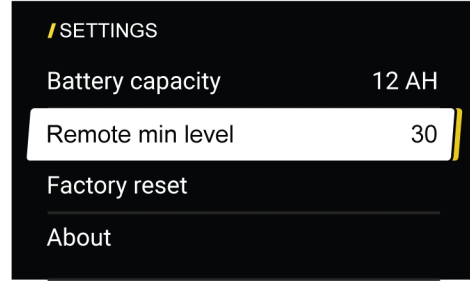 SETTINGS
Battery capacity 12 AH
Remote min level 30
Factory reset
About